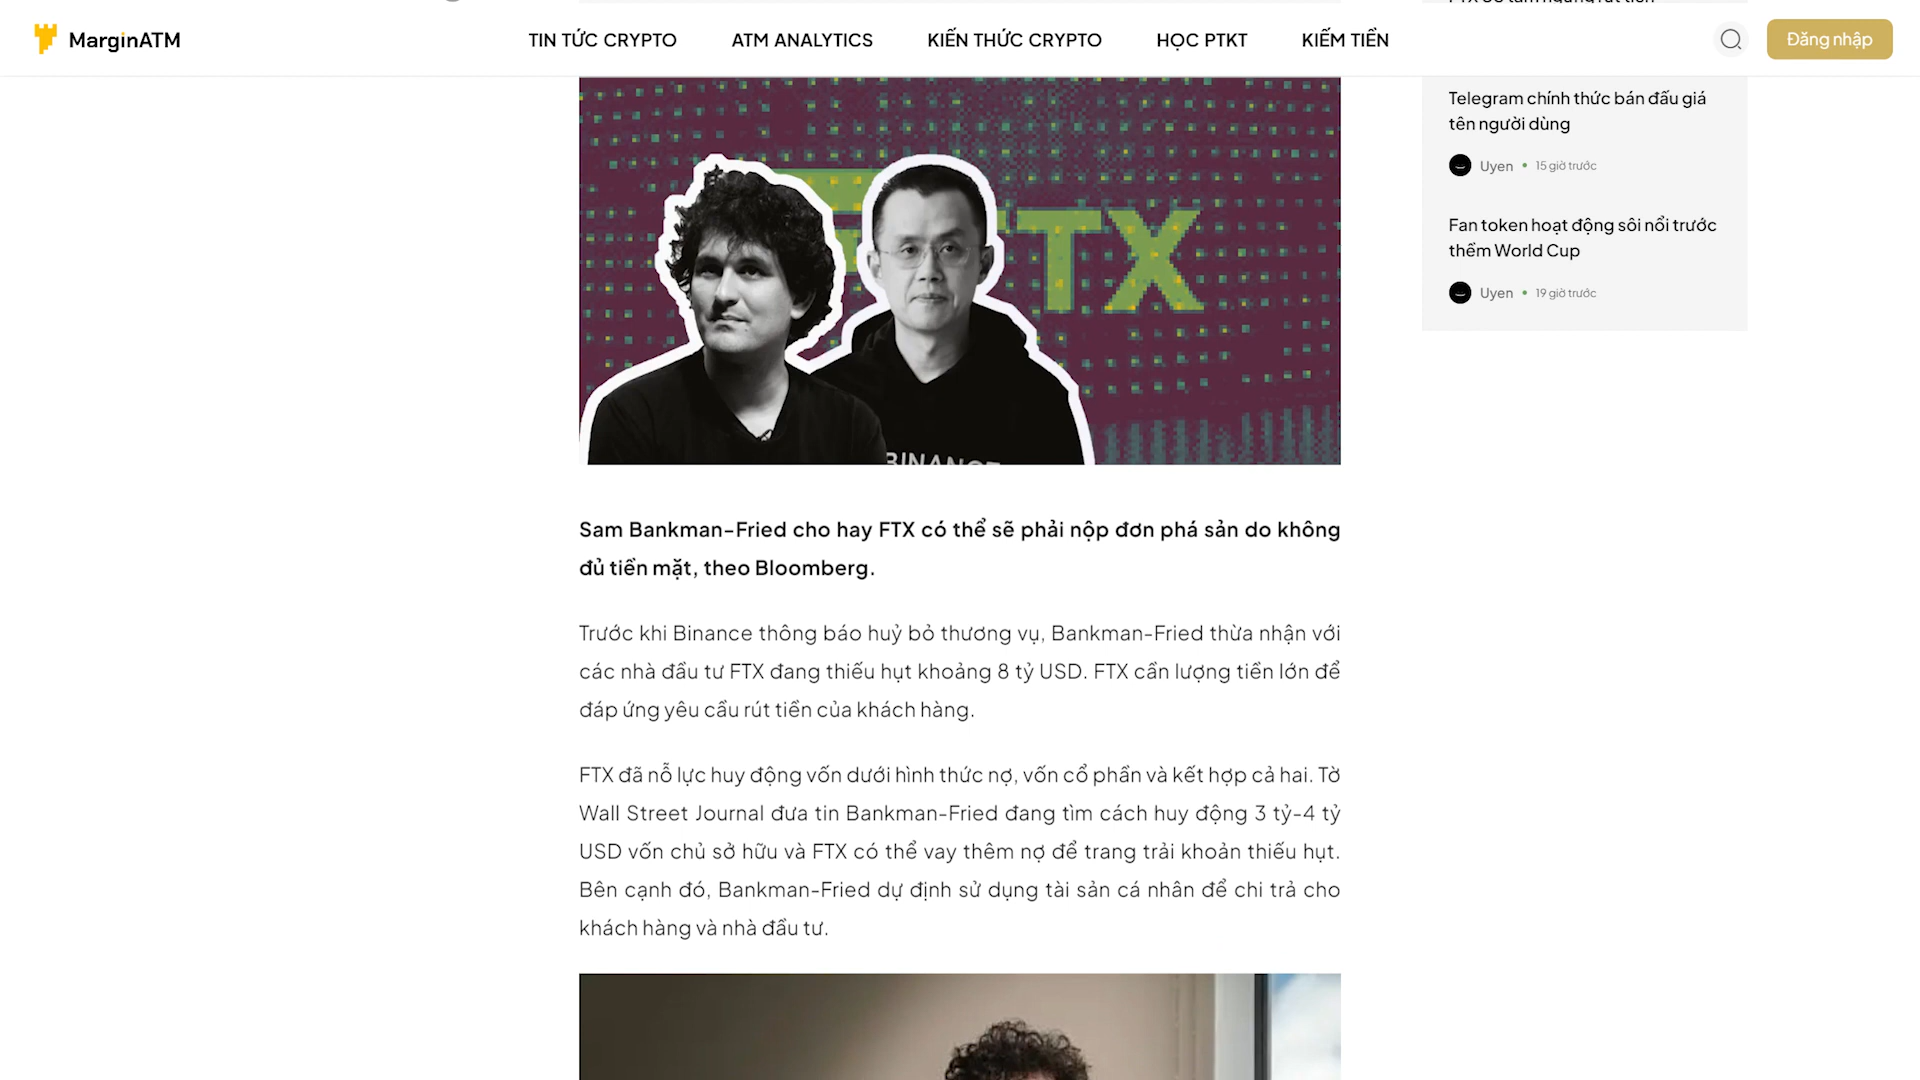 MarginATM
TIN TỨC CRYPTO
ATM ANALYTICS
KIẾN THỨC CRYPTO
HỌC PTKT
KIẾM TIỀN
Đăng nhập
FTX
BINANCE
Sam Bankman-Fried cho hay FTX có thể sẽ phải nộp đơn phá sản do không
đủ tiền mặt, theo Bloomberg.
Trước khi Binance thông báo huỷ bỏ thương vụ, Bankman-Fried thừa nhận với
các nhà đầu tư FTX đang thiếu hụt khoảng 8 tỷ USD. FTX cần lượng tiền lớn để
đáp ứng yêu cầu rút tiền của khách hàng.
FTX đã nỗ lực huy động vốn dưới hình thức nợ, vốn cổ phần và kết hợp cả hai. Tờ
Wall Street Journal đưa tin Bankman-Fried đang tìm cách huy động 3 tỷ-4 tỷ
USD vốn chủ sở hữu và FTX có thể vay thêm nợ để trang trải khoản thiếu hụt.
Bên cạnh đó, Bankman-Fried dự định sử dụng tài sản cá nhân để chi trả cho
khách hàng và nhà đầu tư.
Telegram chính thức bán đấu giá
tên người dùng
Uyen • 15 giờ trước
Fan token hoạt động sôi nổi trước
thềm World Cup
Uyen • 19 giờ trước